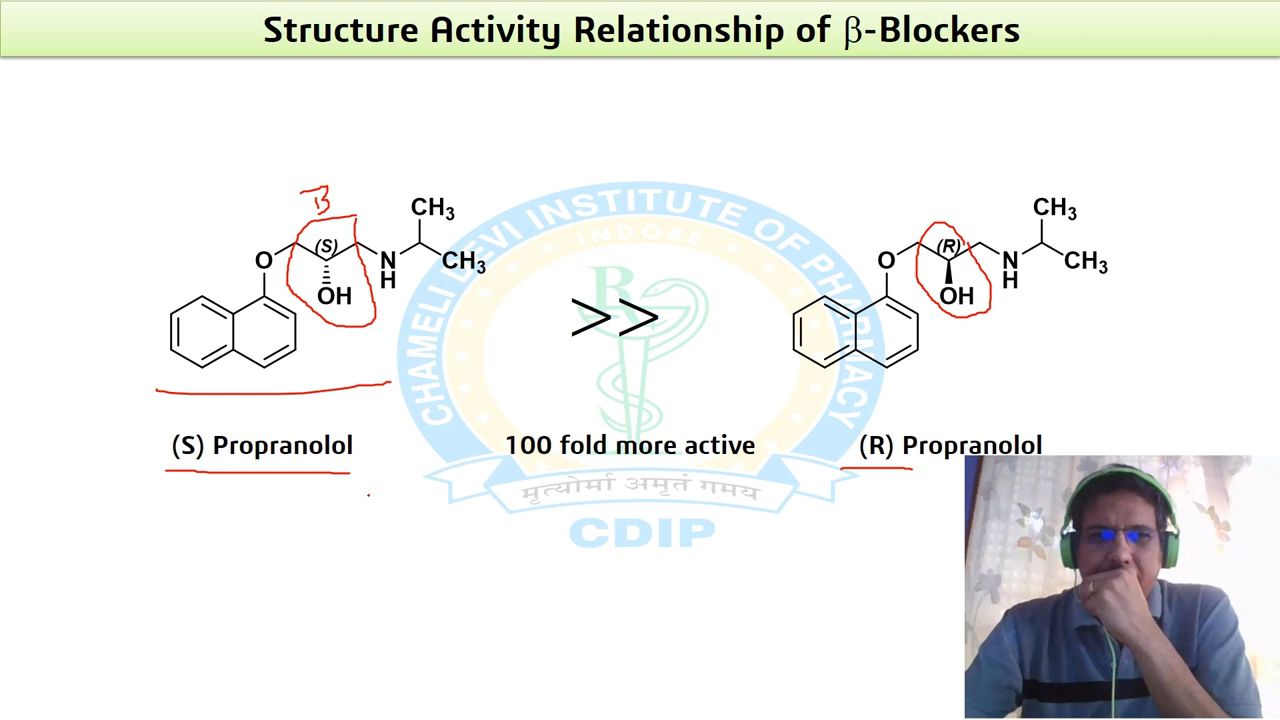 Structure Activity Relationship of β-Blockers
B
CH3
(S)
O
N
H
CH3
OH
>>
CH3
(R)
O
N
H
CH3
OH
CHAMELI DEVI INSTITUTE OF PHARMACY
INDORE
R
(S) Propranolol
100 fold more active
(R) Propranolol
मृत्योर्मा अमृतं गमय
CDIP